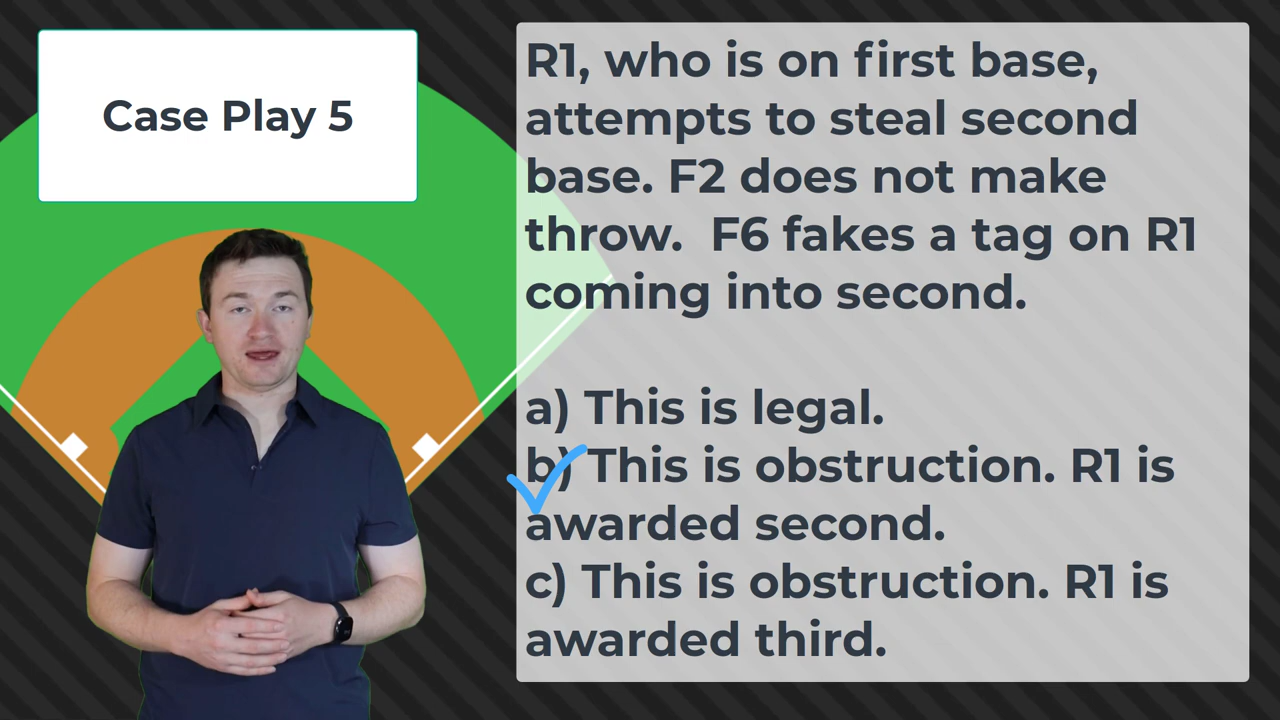 Case Play 5
R1, who is on first base,
attempts to steal second
base. F2 does not make
throw.  F6 fakes a tag on R1
coming into second.
a) This is legal.
b) This is obstruction. R1 is
awarded second.
c) This is obstruction. R1 is
awarded third.